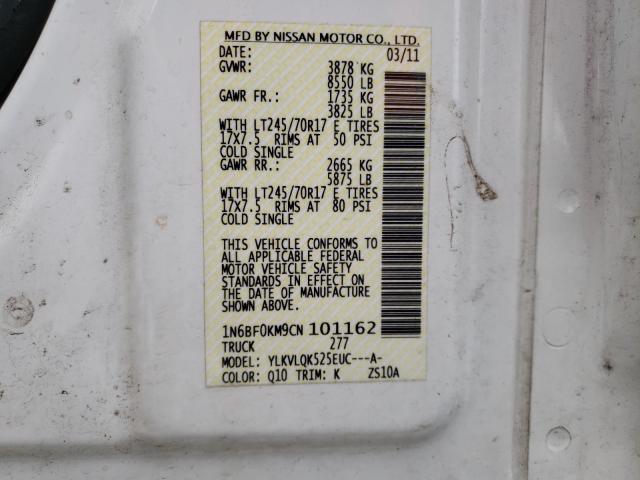 MFD BY NISSAN MOTOR CO., LTD.
DATE: 03/11
GVWR: 3878 KG
8550 LB
GAWR FR.: 1735 KG
3825 LB
WITH LT245/70R17 E TIRES
17X7.5 RIMS AT 50 PSI
COLD SINGLE
GAWR RR.: 2665 KG
5875 LB
WITH LT245/70R17 E TIRES
17X7.5 RIMS AT 80 PSI
COLD SINGLE
THIS VEHICLE CONFORMS TO
ALL APPLICABLE FEDERAL
MOTOR VEHICLE SAFETY
STANDARDS IN EFFECT ON
THE DATE OF MANUFACTURE
SHOWN ABOVE.
1N6BF0KM9CN 101162
TRUCK 277
MODEL: YLKVLQK525EUC---A-
COLOR: Q10 TRIM: K ZS10A